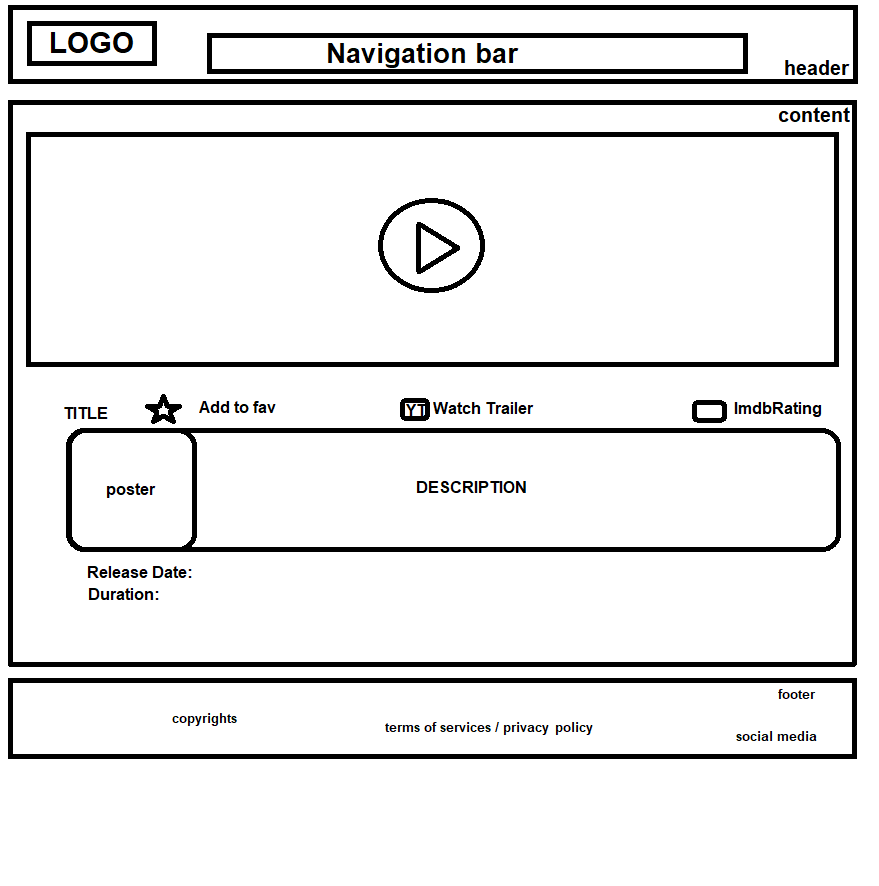 LOGO
Navigation bar
header
content
TITLE
Add to fav
YT
Watch Trailer
ImdbRating
poster
DESCRIPTION
Release Date:
Duration:
footer
copyrights
terms of services / privacy policy
social media